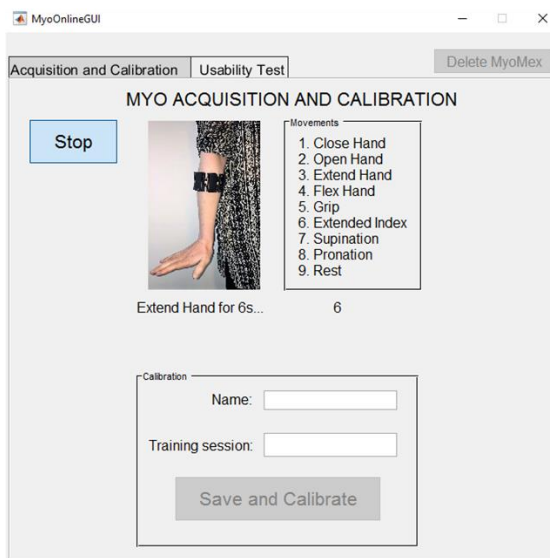 MyoOnlineGUI
Delete MyoMex
Acquisition and Calibration
Usability Test
MYO ACQUISITION AND CALIBRATION
Stop
Movements
1. Close Hand
2. Open Hand
3. Extend Hand
4. Flex Hand
5. Grip
6. Extended Index
7. Supination
8. Pronation
9. Rest
Extend Hand for 6s...
6
Calibration
Name:
Training session:
Save and Calibrate